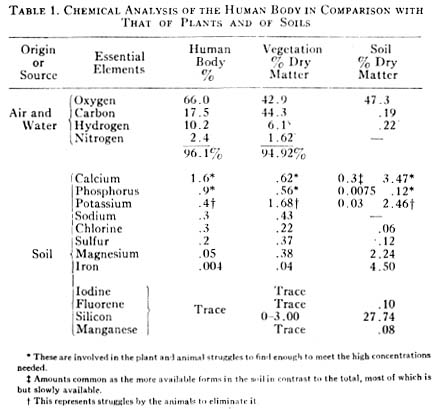 TABLE 1. CHEMICAL ANALYSIS OF THE HUMAN BODY IN COMPARISON WITH
THAT OF PLANTS AND OF SOILS
Origin or Source Essential Elements Human Body % Vegetation % Dry Matter Soil % Dry Matter
Air and Water
Oxygen 66.0 42.9 47.3
Carbon 17.5 44.3 .19
Hydrogen 10.2 6.1 .22
Nitrogen 2.4 1.62 —
96.1% 94.92%
Soil
Calcium 1.6* .62* 0.3‡ 3.47*
Phosphorus .9* .56* 0.0075 .12*
Potassium .4† 1.68† 0.03 2.46†
Sodium .3 .43 —
Chlorine .3 .22 .06
Sulfur .2 .37 .12
Magnesium .05 .38 2.24
Iron .004 .04 4.50
Iodine Trace
Fluorene Trace .10
Trace
Silicon 0-3.00 27.74
Manganese Trace .08
* These are involved in the plant and animal struggles to find enough to meet the high concentrations
needed.
‡ Amounts common as the more available forms in the soil in contrast to the total, most of which is
but slowly available.
† This represents struggles by the animals to eliminate it